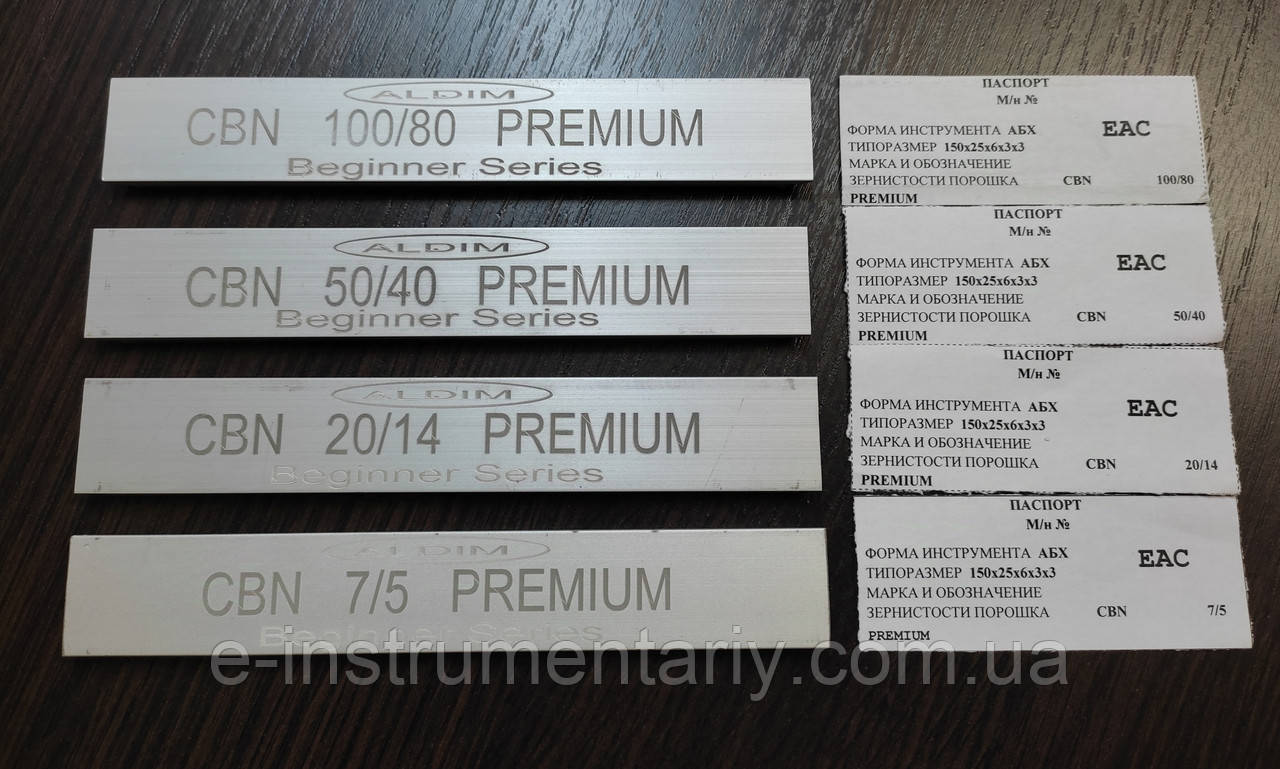 ALDIM
CBN 100/80 PREMIUM
Beginner Series
ALDIM
CBN 50/40 PREMIUM
Beginner Series
ALDIM
CBN 20/14 PREMIUM
Beginner Series
ALDIM
CBN 7/5 PREMIUM
Beginner Series
ПАСПОРТ
М/н №
ФОРМА ИНСТРУМЕНТА АБХ EAC
ТИПОРАЗМЕР 150x25x6x3x3
МАРКА И ОБОЗНАЧЕНИЕ
ЗЕРНИСТОСТИ ПОРОШКА CBN 100/80
PREMIUM
ПАСПОРТ
М/н №
ФОРМА ИНСТРУМЕНТА АБХ EAC
ТИПОРАЗМЕР 150x25x6x3x3
МАРКА И ОБОЗНАЧЕНИЕ
ЗЕРНИСТОСТИ ПОРОШКА CBN 50/40
PREMIUM
ПАСПОРТ
М/н №
ФОРМА ИНСТРУМЕНТА АБХ EAC
ТИПОРАЗМЕР 150x25x6x3x3
МАРКА И ОБОЗНАЧЕНИЕ
ЗЕРНИСТОСТИ ПОРОШКА CBN 20/14
PREMIUM
ПАСПОРТ
М/н №
ФОРМА ИНСТРУМЕНТА АБХ EAC
ТИПОРАЗМЕР 150x25x6x3x3
МАРКА И ОБОЗНАЧЕНИЕ
ЗЕРНИСТОСТИ ПОРОШКА CBN 7/5
PREMIUM
e-instrumentariy.com.ua